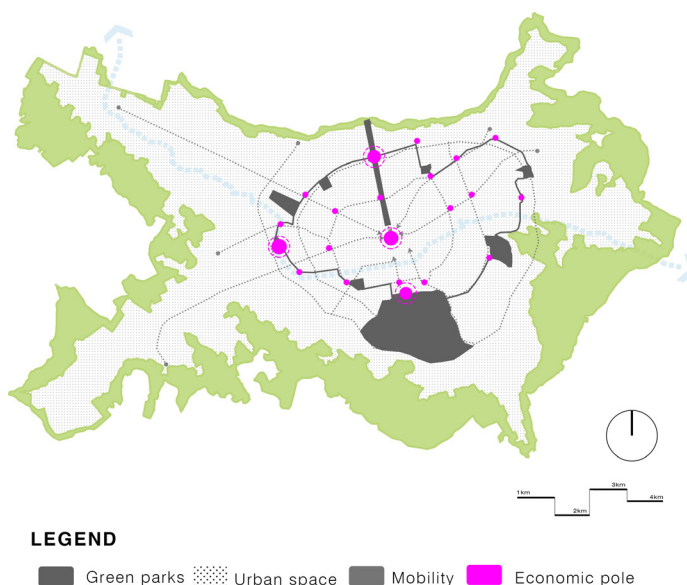 1km
2km
3km
4km
LEGEND
Green parks
Urban space
Mobility
Economic pole